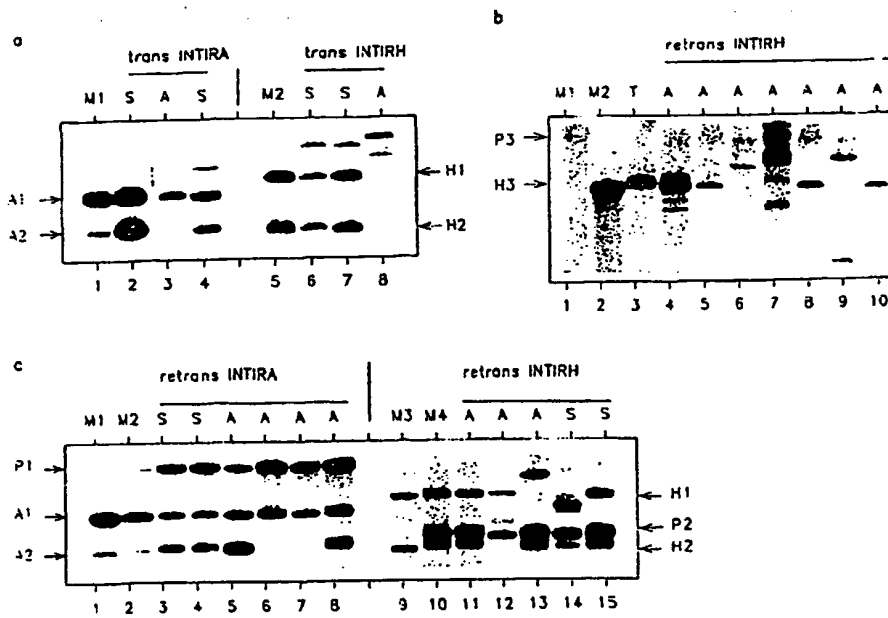 a
trans INTIRA
trans INTIRH
M1 S A S M2 S S A
A1
A2
H1
H2
1 2 3 4 5 6 7 8
b
retrans INTIRH
M1 M2 T A A A A A A A
P3
H3
1 2 3 4 5 6 7 8 9 10
c
retrans INTIRA
retrans INTIRH
M1 M2 S S A A A A M3 M4 A A A S S
P1
A1
A2
H1
P2
H2
1 2 3 4 5 6 7 8 9 10 11 12 13 14 15